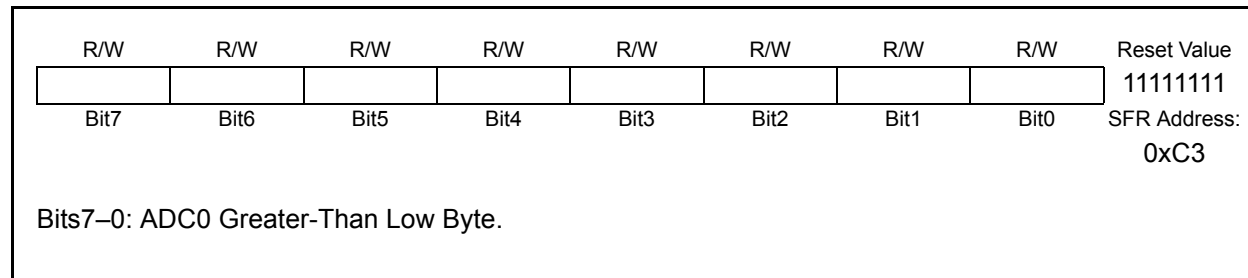 R/W R/W R/W R/W R/W R/W R/W R/W Reset Value
11111111
Bit7 Bit6 Bit5 Bit4 Bit3 Bit2 Bit1 Bit0 SFR Address:
0xC3
Bits7–0: ADC0 Greater-Than Low Byte.